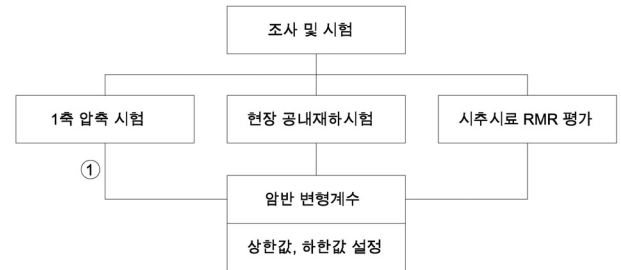 조사 및 시험
1축 압축 시험
현장 공내재하시험
시추시료 RMR 평가
①
암반 변형계수
상한값, 하한값 설정